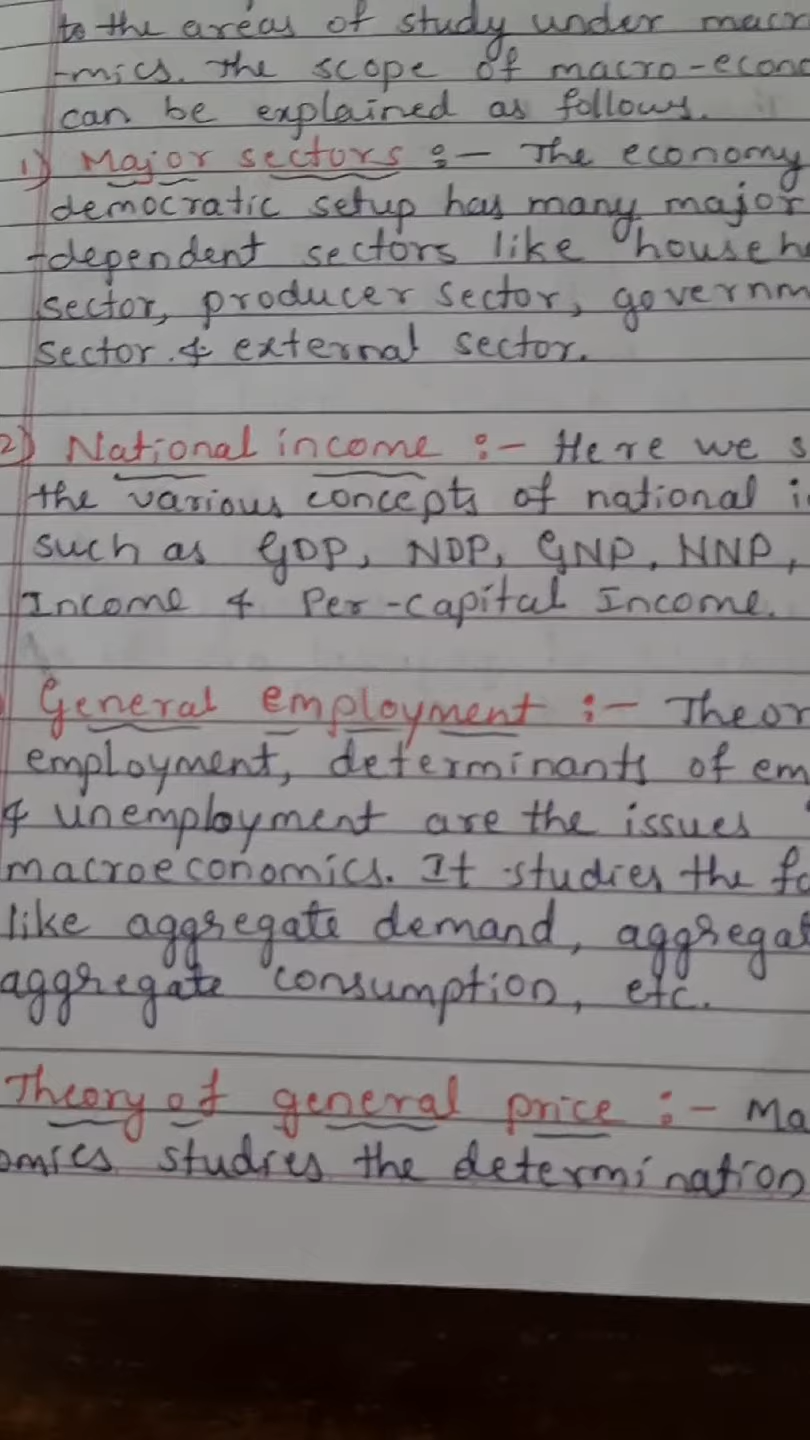 to the areas of study under macr
-mics. The scope of macro-econo
can be explained as follows.
1) Major sectors :- The economy
democratic setup has many major
-dependent sectors like househ
sector, producer sector, governm
sector & external sector.
2) National income :- Here we s
the various concepts of national i
such as GDP, NDP, GNP, NNP,
Income & Per-capital Income.
General employment :- Theor
employment, determinants of em
& unemployment are the issues
macroeconomics. It studies the fa
like aggregate demand, aggregat
aggregate consumption, etc.
Theory of general price :- Ma
omics studies the determination